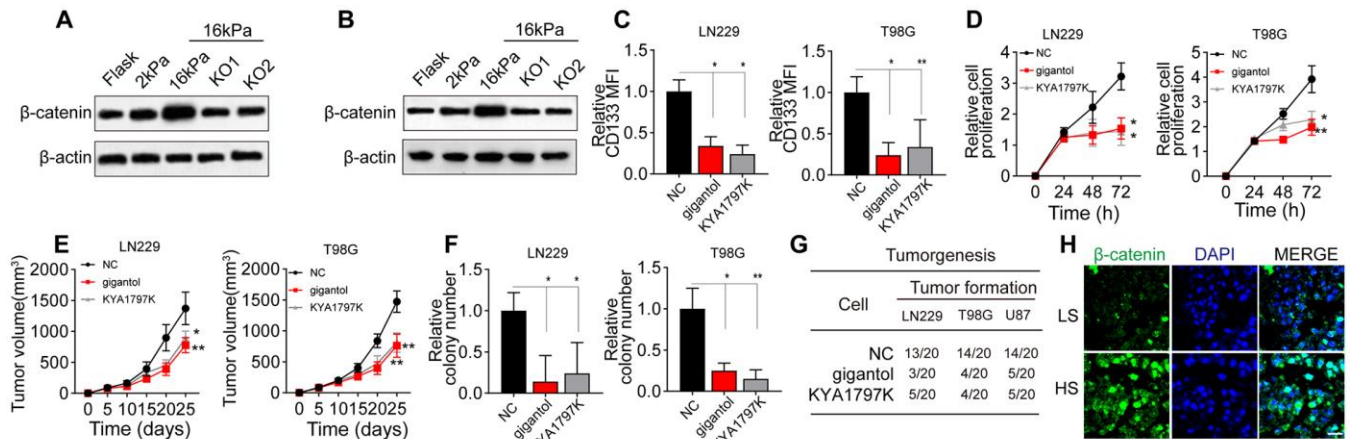 A
16kPa
Flask
2kPa
16kPa
KO1
KO2
β-catenin
β-actin
B
16kPa
Flask
2kPa
16kPa
KO1
KO2
β-catenin
β-actin
C
LN229
Relative
CD133 MFI
1.5
1.0
0.5
0.0
* *
NC
gigantol
KYA1797K
T98G
Relative
CD133 MFI
1.5
1.0
0.5
0.0
* **
NC
gigantol
KYA1797K
D
LN229
Relative cell
proliferation
4
3
2
1
0
NC
gigantol
KYA1797K
*
*
0 24 48 72
Time (h)
T98G
Relative cell
proliferation
5
4
3
2
1
0
NC
gigantol
KYA1797K
*
**
0 24 48 72
Time (h)
E
LN229
Tumor volume(mm³)
2000
1500
1000
500
0
NC
gigantol
KYA1797K
*
**
0 5 10 15 20 25
Time (days)
T98G
Tumor volume(mm³)
2000
1500
1000
500
0
NC
gigantol
KYA1797K
**
**
0 5 10 15 20 25
Time (days)
F
LN229
Relative
colony number
1.5
1.0
0.5
0.0
* *
NC
gigantol
KYA1797K
T98G
Relative
colony number
1.5
1.0
0.5
0.0
* **
NC
gigantol
KYA1797K
G
Tumorgenesis
Cell
Tumor formation
LN229 T98G U87
NC 13/20 14/20 14/20
gigantol 3/20 4/20 5/20
KYA1797K 5/20 4/20 5/20
H
β-catenin DAPI MERGE
LS
HS